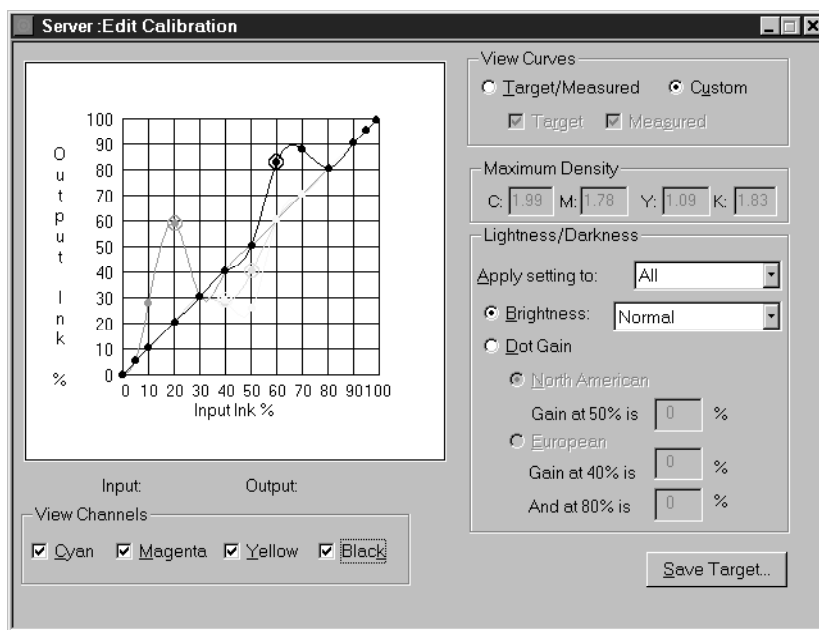 Server :Edit Calibration
Output Ink %
100
90
80
70
60
50
40
30
20
10
0
0 10 20 30 40 50 60 70 80 90 100
Input Ink %
Input: Output:
View Channels
Cyan Magenta Yellow Black
View Curves
Target/Measured Custom
Target Measured
Maximum Density
C: 1.99 M: 1.78 Y: 1.09 K: 1.83
Lightness/Darkness
Apply setting to: All
Brightness: Normal
Dot Gain
North American
Gain at 50% is 0 %
European
Gain at 40% is 0 %
And at 80% is 0 %
Save Target...